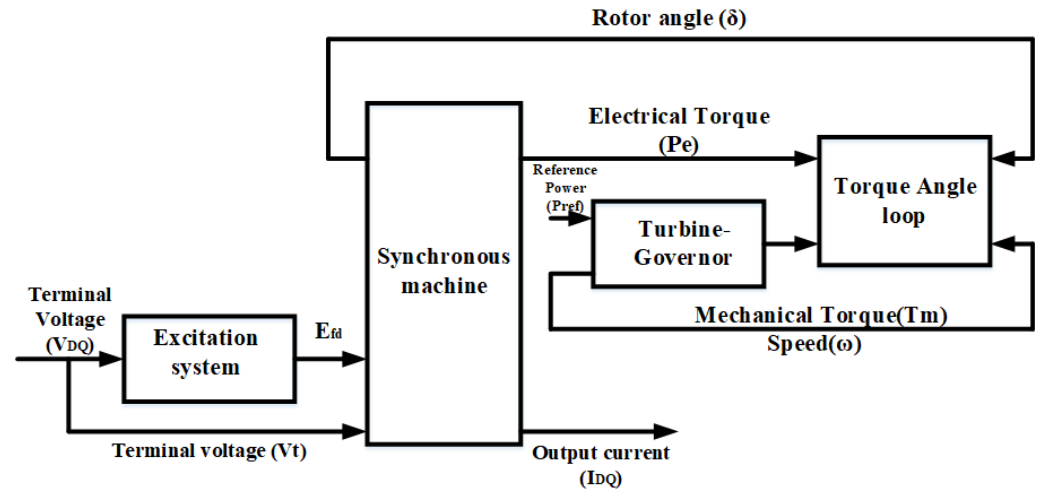 Rotor angle (δ)
Electrical Torque
(Pe)
Reference
Power
(Pref)
Torque Angle
loop
Turbine-
Governor
Synchronous
machine
Mechanical Torque(Tm)
Speed(ω)
Terminal
Voltage
(VDQ)
Excitation
system
Efd
Terminal voltage (Vt)
Output current
(IDQ)